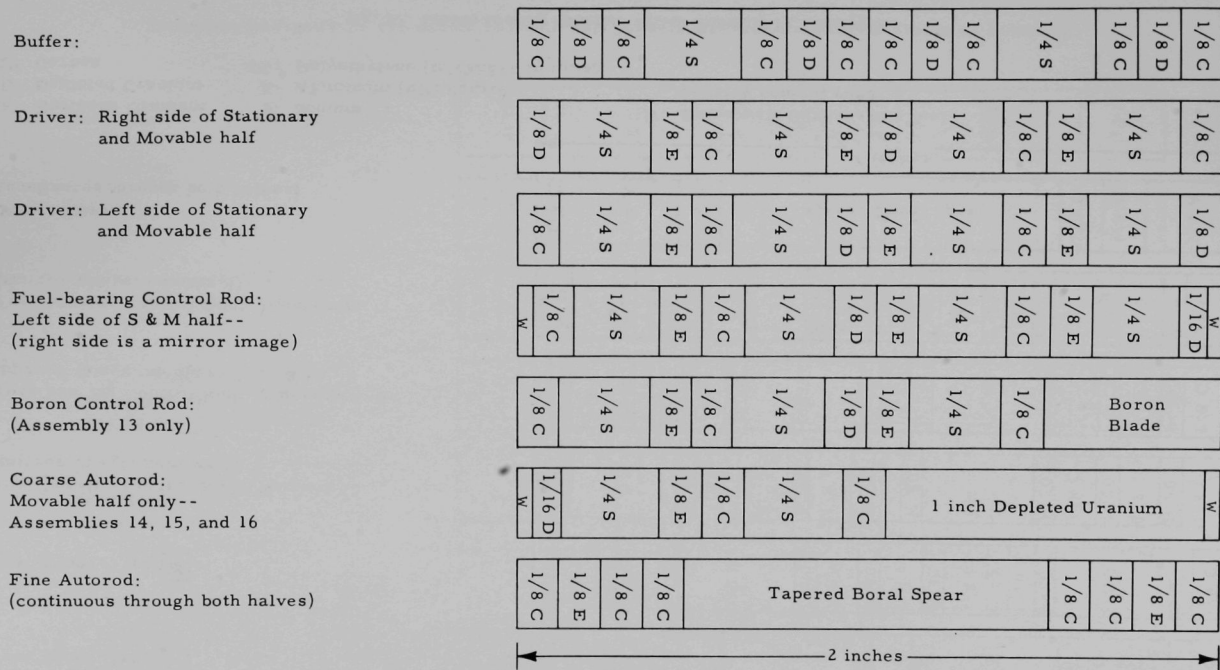 Buffer:
1/8 C 1/8 D 1/8 C 1/4 S 1/8 C 1/8 D 1/8 C 1/8 C 1/8 D 1/8 C 1/4 S 1/8 C 1/8 D 1/8 C
Driver: Right side of Stationary
and Movable half
1/8 D 1/4 S 1/8 E 1/8 C 1/4 S 1/8 E 1/8 D 1/4 S 1/8 C 1/8 E 1/4 S 1/8 C
Driver: Left side of Stationary
and Movable half
1/8 C 1/4 S 1/8 E 1/8 C 1/4 S 1/8 D 1/8 E 1/4 S 1/8 C 1/8 E 1/4 S 1/8 D
Fuel-bearing Control Rod:
Left side of S & M half--
(right side is a mirror image)
W 1/8 C 1/4 S 1/8 E 1/8 C 1/4 S 1/8 D 1/8 E 1/4 S 1/8 C 1/8 E 1/4 S 1/16 D W
Boron Control Rod:
(Assembly 13 only)
1/8 C 1/4 S 1/8 E 1/8 C 1/4 S 1/8 D 1/8 E 1/4 S 1/8 C Boron
Blade
Coarse Autorod:
Movable half only--
Assemblies 14, 15, and 16
W 1/16 D 1/4 S 1/8 E 1/8 C 1/4 S 1/8 C 1 inch Depleted Uranium W
Fine Autorod:
(continuous through both halves)
1/8 C 1/8 E 1/8 C 1/8 C Tapered Boral Spear 1/8 C 1/8 C 1/8 E 1/8 C
2 inches